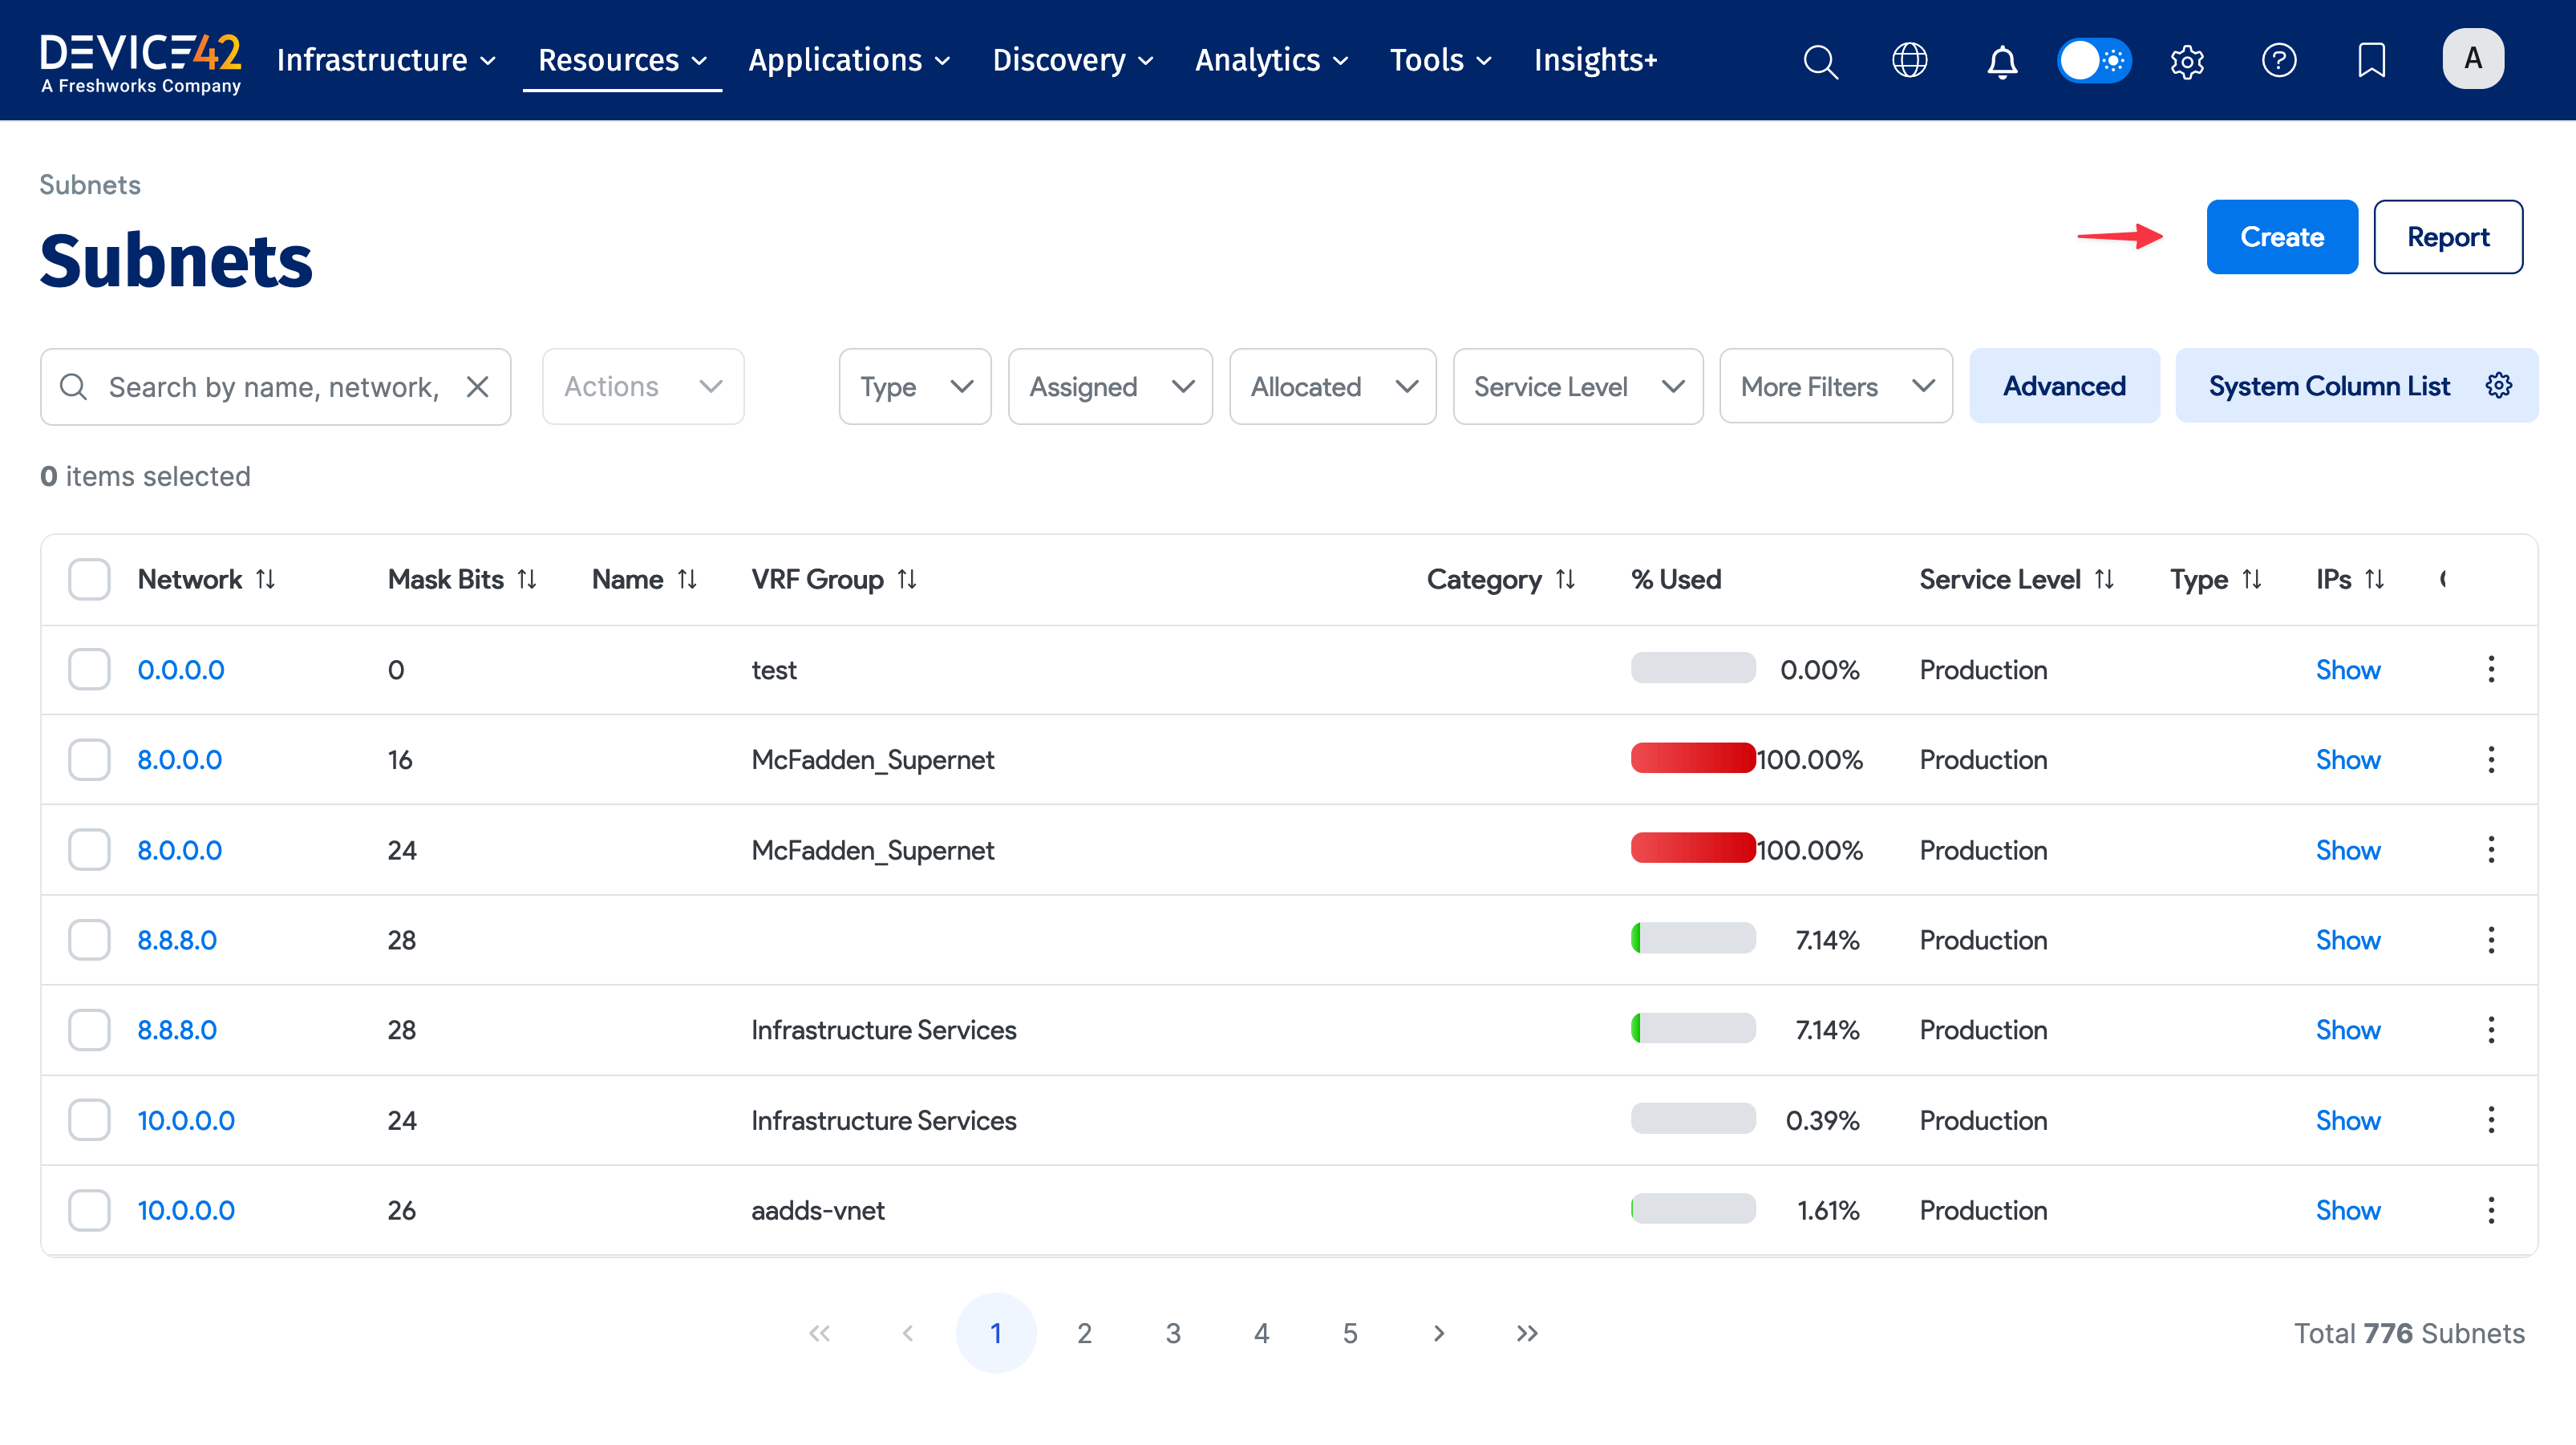 DEVICE42
A Freshworks Company
Infrastructure Resources Applications Discovery Analytics Tools Insights+
A
Subnets
Subnets
Create Report
Search by name, network, Actions Type Assigned Allocated Service Level More Filters Advanced System Column List
0 items selected
Network Mask Bits Name VRF Group Category % Used Service Level Type IPs
0.0.0.0 0 test 0.00% Production Show
8.0.0.0 16 McFadden_Supernet 100.00% Production Show
8.0.0.0 24 McFadden_Supernet 100.00% Production Show
8.8.8.0 28 7.14% Production Show
8.8.8.0 28 Infrastructure Services 7.14% Production Show
10.0.0.0 24 Infrastructure Services 0.39% Production Show
10.0.0.0 26 aadds-vnet 1.61% Production Show
1 2 3 4 5 Total 776 Subnets